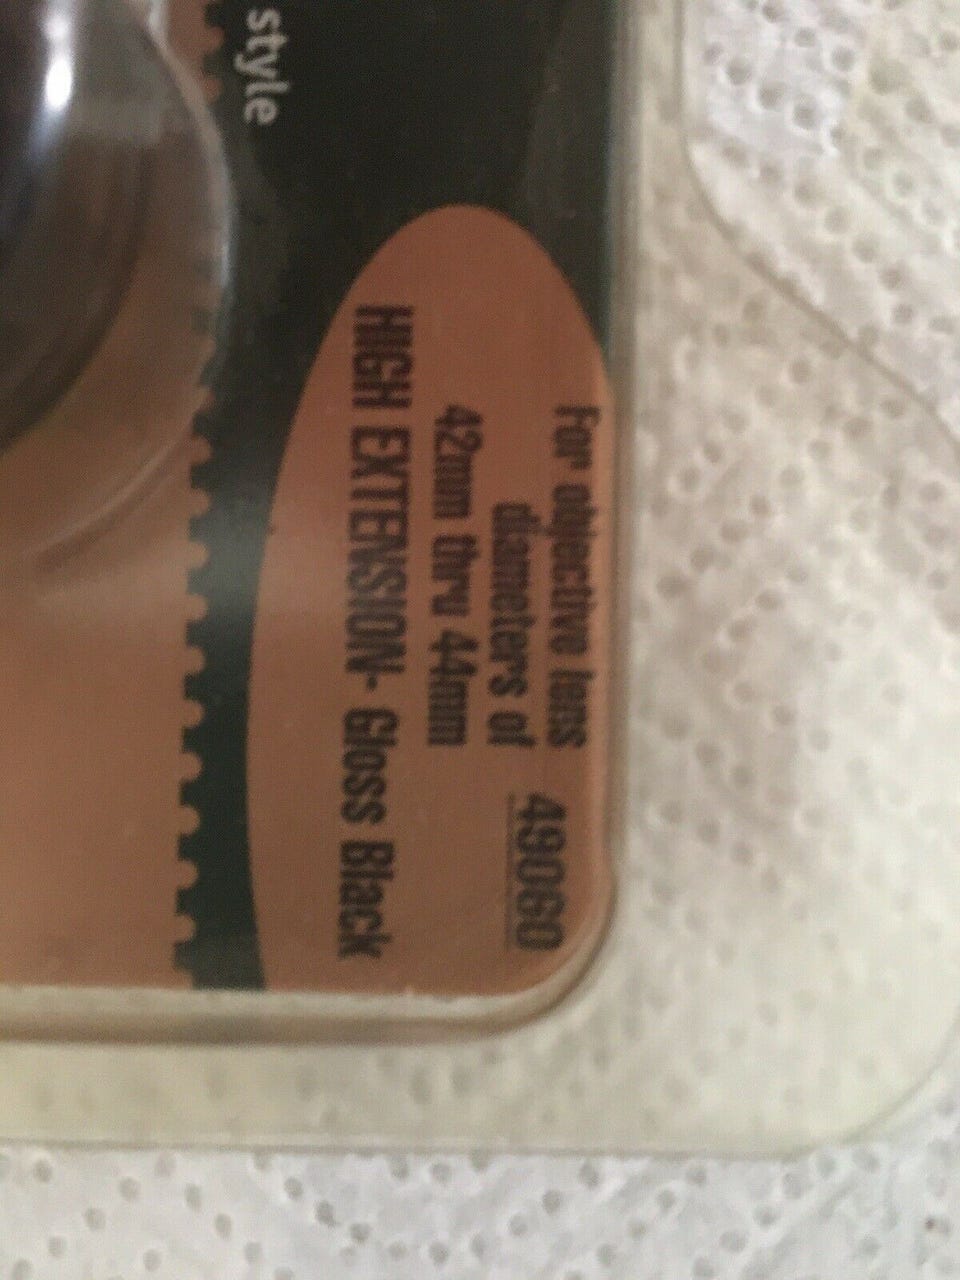 style
For objective lens
diameters of
49060
42mm thru 44mm
HIGH EXTENSION- Gloss Black